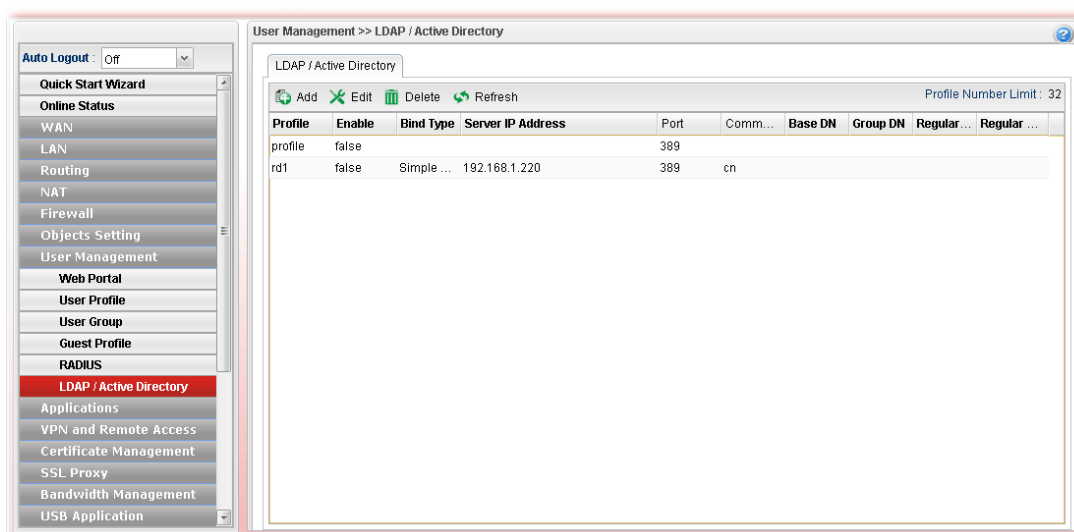 User Management >> LDAP / Active Directory
Auto Logout : Off
Quick Start Wizard
Online Status
WAN
LAN
Routing
NAT
Firewall
Objects Setting
User Management
Web Portal
User Profile
User Group
Guest Profile
RADIUS
LDAP / Active Directory
Applications
VPN and Remote Access
Certificate Management
SSL Proxy
Bandwidth Management
USB Application
LDAP / Active Directory
Add Edit Delete Refresh Profile Number Limit : 32
Profile Enable Bind Type Server IP Address Port Comm... Base DN Group DN Regular... Regular ...
profile false 389
rd1 false Simple ... 192.168.1.220 389 cn